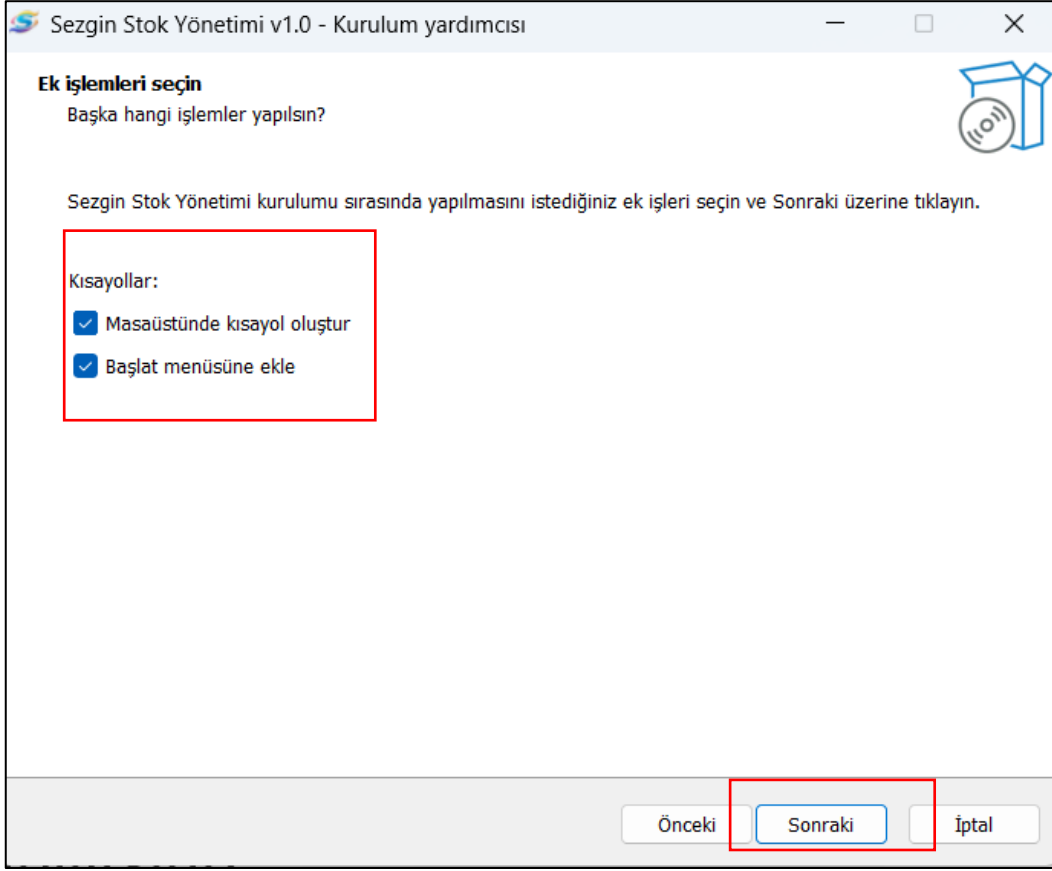 Sezgin Stok Yönetimi v1.0 - Kurulum yardımcısı
Ek işlemleri seçin
Başka hangi işlemler yapılsın?
Sezgin Stok Yönetimi kurulumu sırasında yapılmasını istediğiniz ek işleri seçin ve Sonraki üzerine tıklayın.
Kısayollar:
Masaüstünde kısayol oluştur
Başlat menüsüne ekle
Önceki Sonraki İptal